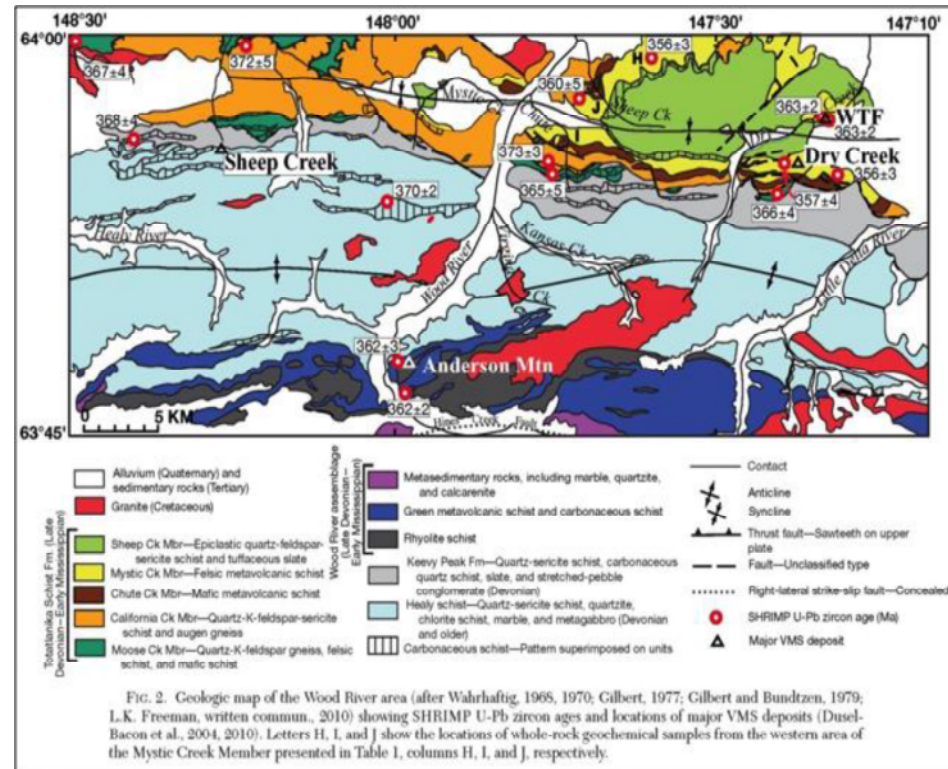 148°30' 148°00' 147°30' 147°10'
64°00'
367±4
372±5
356±3
H
360±5
Mystic
J
Sheep Ck
Creek
363±2
WTF
363±2
368±4
Sheep Creek
Chute
I
373±3
365±5
Dry Creek
356±3
357±4
366±4
370±2
Healy River
Wood River
Kansas Ck
Ck
Little Delta River
362±3
Anderson Mtn
362±2
Creek Fault
0 5 KM
63°45'
Alluvium (Quaternary) and
sedimentary rocks (Tertiary)
Granite (Cretaceous)
Totatlanika Schist Fm. (Late
Devonian–Early Mississippian)
Sheep Ck Mbr—Epiclastic quartz-feldspar-
sericite schist and tuffaceous slate
Mystic Ck Mbr—Felsic metavolcanic schist
Chute Ck Mbr—Mafic metavolcanic schist
California Ck Mbr—Quartz-K-feldspar-sericite
schist and augen gneiss
Moose Ck Mbr—Quartz-K-feldspar gneiss, felsic
schist, and mafic schist
Wood River assemblage
(Late Devonian–
Early Mississippian)
Metasedimentary rocks, including marble, quartzite,
and calcarenite
Green metavolcanic schist and carbonaceous schist
Rhyolite schist
Keevy Peak Fm—Quartz-sericite schist, carbonaceous
quartz schist, slate, and stretched-pebble
conglomerate (Devonian)
Healy schist—Quartz-sericite schist, quartzite,
chlorite schist, marble, and metagabbro (Devonian
and older)
Carbonaceous schist—Pattern superimposed on units
Contact
Anticline
Syncline
Thrust fault—Sawteeth on upper
plate
Fault—Unclassified type
Right-lateral strike-slip fault—Concealed
SHRIMP U-Pb zircon age (Ma)
Major VMS deposit
FIG. 2. Geologic map of the Wood River area (after Wahrhaftig, 1968, 1970; Gilbert, 1977; Gilbert and Bundtzen, 1979;
L.K. Freeman, written commun., 2010) showing SHRIMP U-Pb zircon ages and locations of major VMS deposits (Dusel-
Bacon et al., 2004, 2010). Letters H, I, and J show the locations of whole-rock geochemical samples from the western area of
the Mystic Creek Member presented in Table 1, columns H, I, and J, respectively.